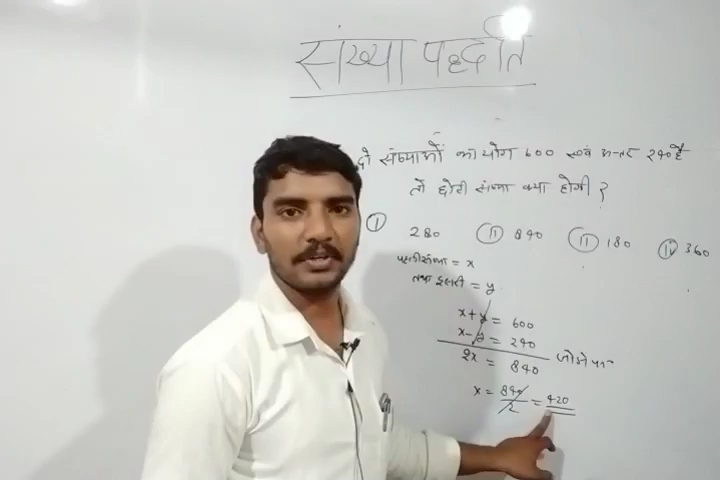 संख्या पद्धति
दो संख्याओं का योग 600 एवं अन्तर 240 है
तो छोटी संख्या क्या होगी ?
(I) 280 (II) 840 (II) 180 (IV) 360
पहली संख्या = x
तथा दूसरी = y
x + y = 600
x - y = 240
2x = 840 जोड़ने पर
x = 840/2 = 420